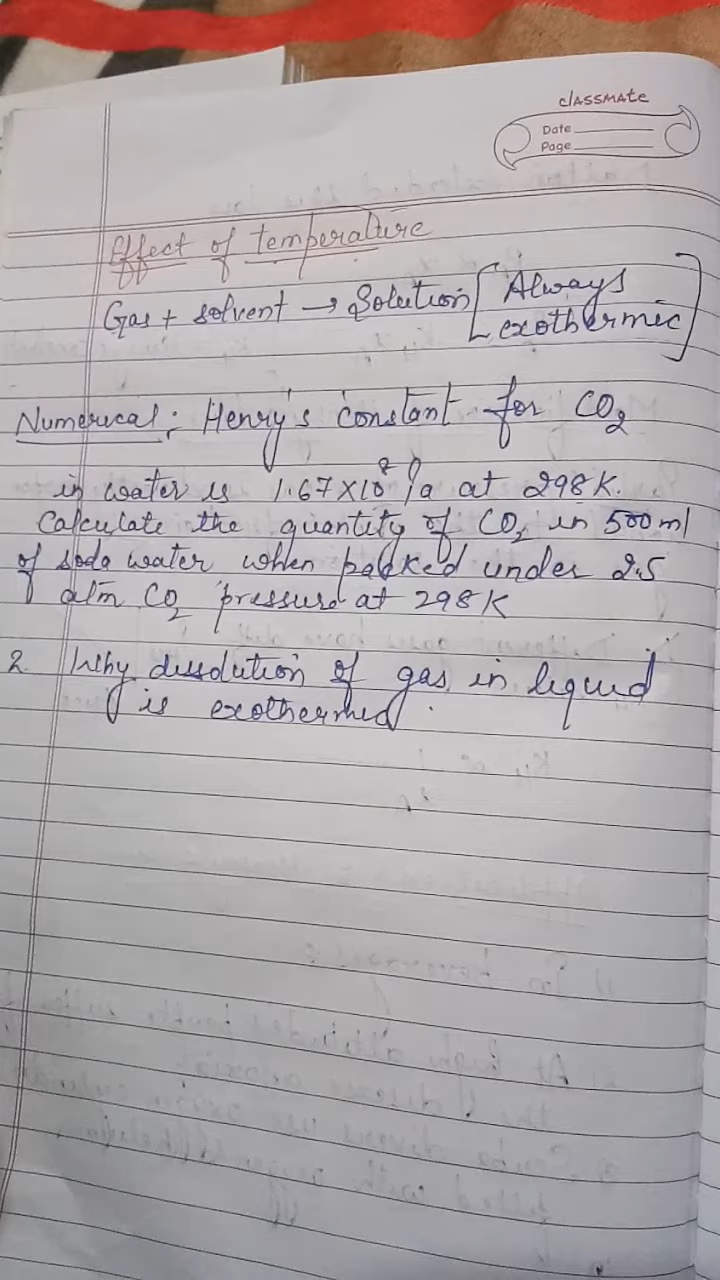 classmate
Date
Page
Effect of temperature
Gas + solvent → Solution [Always
exothermic]
Numerical: Henry's constant for CO2
in water is 1.67 × 10^8 Pa at 298 K.
Calculate the quantity of CO2 in 500 ml
of soda water when packed under 2.5
atm CO2 pressure at 298 K
2. Why dissolution of gas in liquid
is exothermic